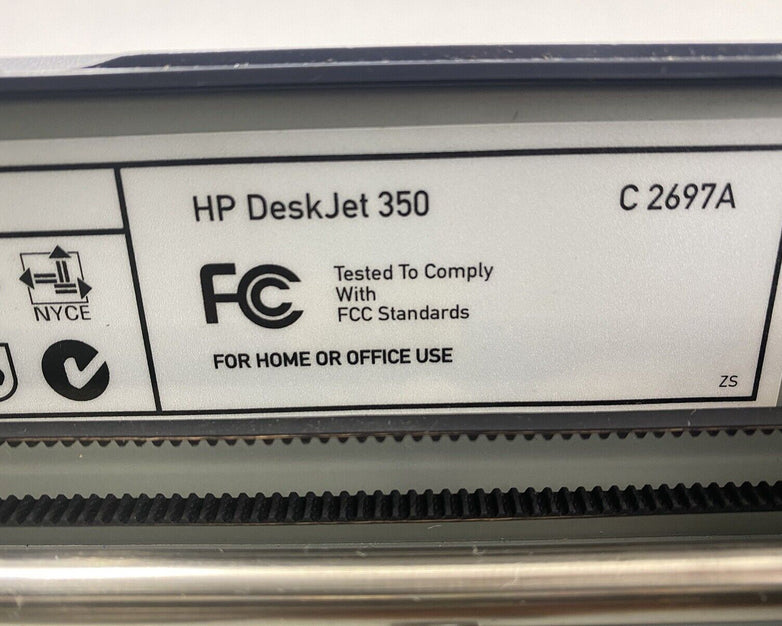 HP DeskJet 350
C 2697A
NYCE
FC
Tested To Comply
With
FCC Standards
FOR HOME OR OFFICE USE
ZS